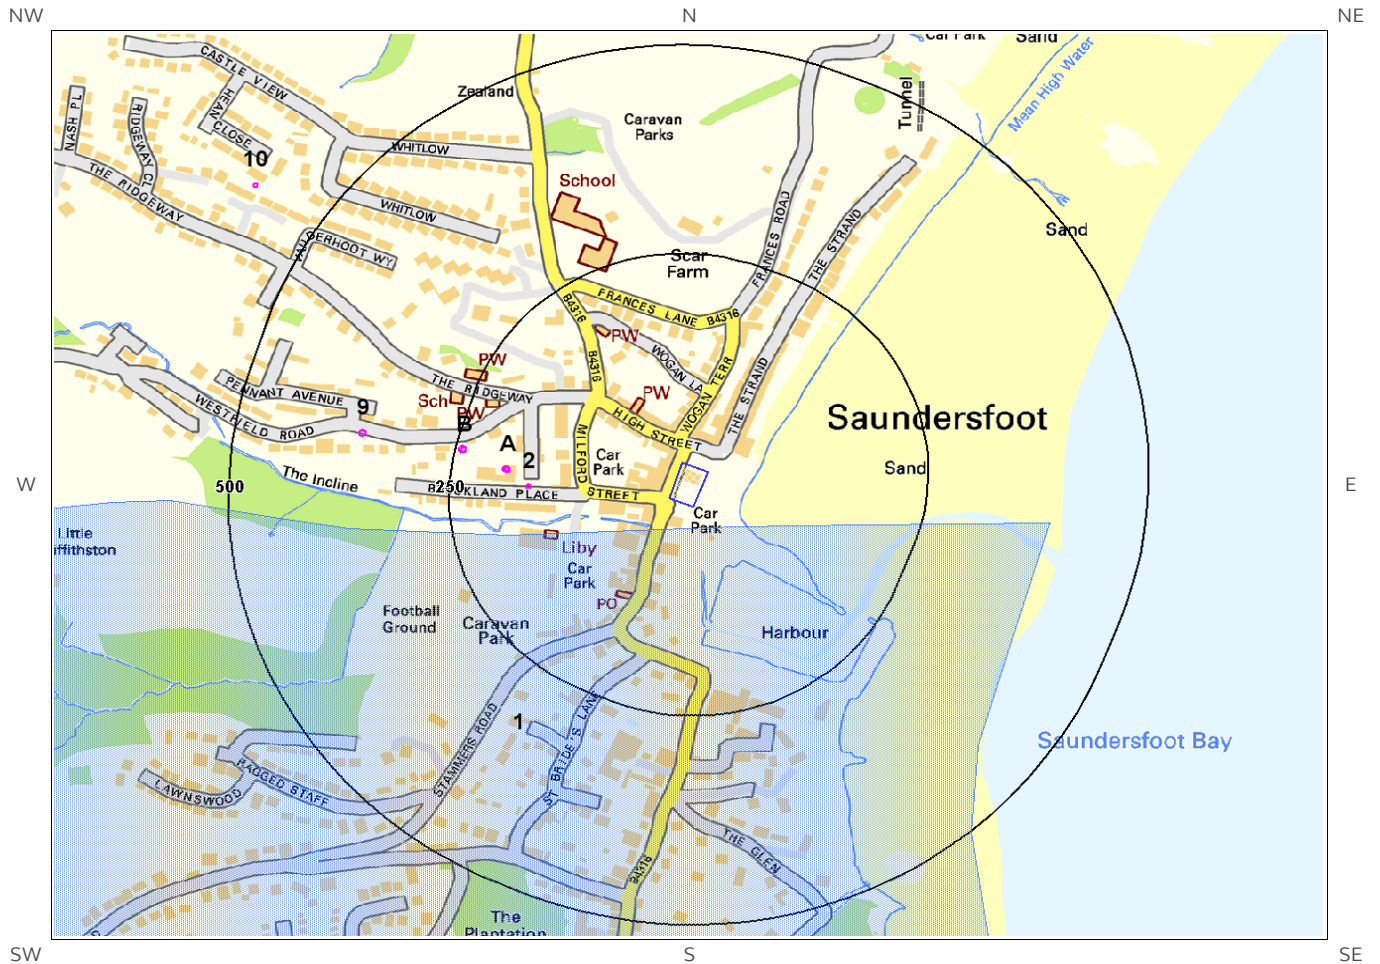 NW
N
NE
Car Park
Sand
CASTLE VIEW
Zealand
Mean High Water
Tunnel
NASH PL
RIDGEWAY CL
HEAN
CLOSE
Caravan
Parks
WHITLOW
10
THE RIDGEWAY
School
WHITLOW
FRANCES ROAD
THE STRAND
Sand
Scar
Farm
FRANCES LANE B4316
B4316
PW
WOGAN LA
B4316
PW
THE RIDGEWAY
WOGAN TERR
THE STRAND
PENNANT AVENUE
Sch
PW
PW
9
WESTFIELD ROAD
B
HIGH STREET
Saundersfoot
A
2
MILFORD
Car
Park
Sand
The Incline
W
500
250
STREET
E
Car
Park
Little
Liby
Car
Park
PO
Football
Ground
Caravan
Park
Harbour
1
STAMMERS ROAD
ST BRIDE'S LANE
Saundersfoot Bay
RAGGED STAFF
LAWNSWOOD
THE GLEN
B4316
The
Plantation
SW
S
SE